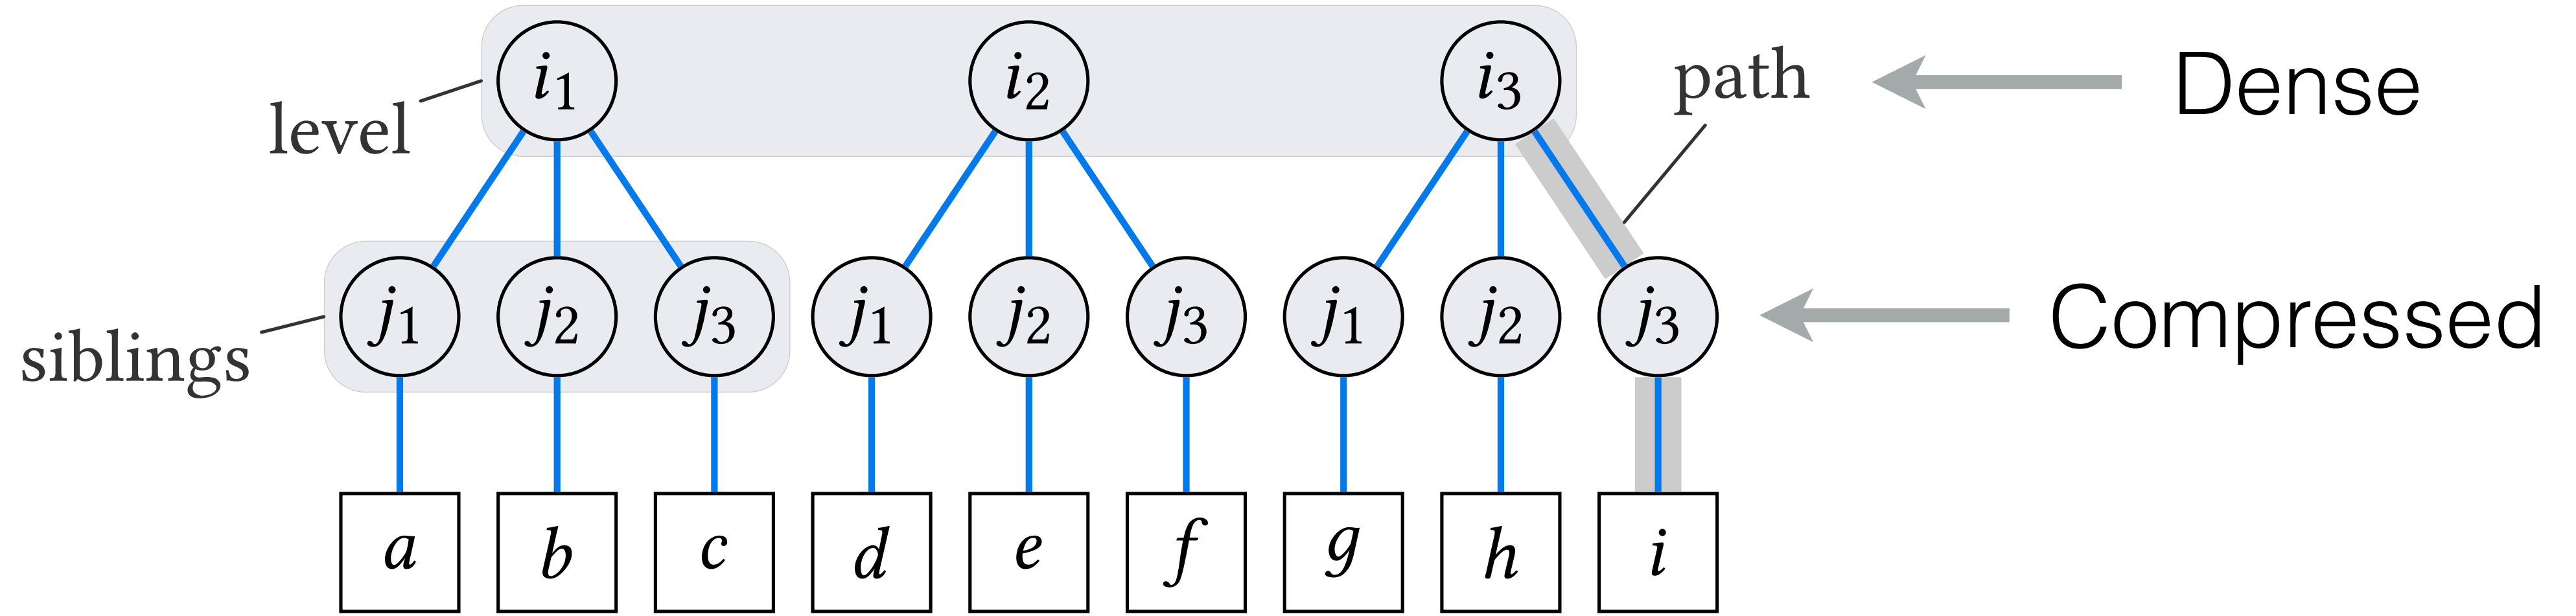 level i₁ i₂ i₃ path Dense
siblings j₁ j₂ j₃ j₁ j₂ j₃ j₁ j₂ j₃ Compressed
a b c d e f g h i